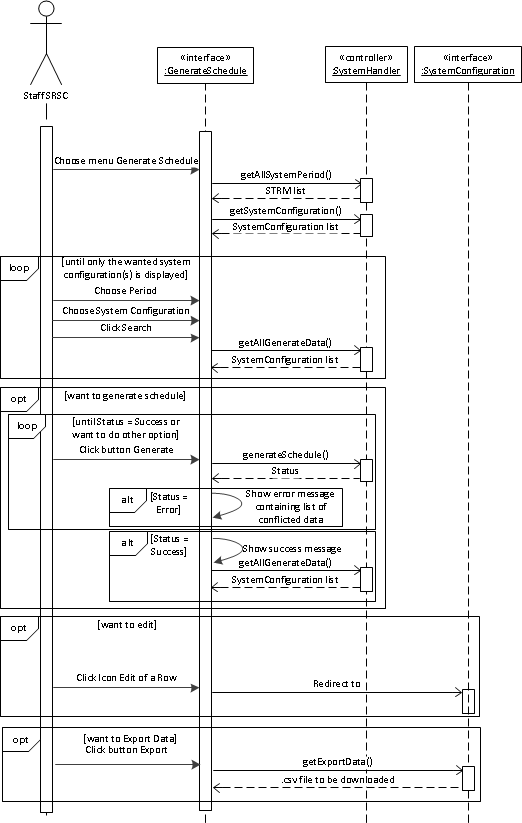 «interface»
:GenerateSchedule
«controller»
:SystemHandler
«interface»
:SystemConfiguration
StaffSRSC
Choose menu Generate Schedule
getAllSystemPeriod()
STRM list
getSystemConfiguration()
SystemConfiguration list
loop
[until only the wanted system
configuration(s) is displayed]
Choose Period
Choose System Configuration
Click Search
getAllGenerateData()
SystemConfiguration list
opt
[want to generate schedule]
loop
[until Status = Success or
want to do other option]
Click button Generate
generateSchedule()
Status
alt
[Status =
Error]
Show error message
containing list of
conflicted data
alt
[Status =
Success]
Show success message
getAllGenerateData()
SystemConfiguration list
opt
[want to edit]
Click Icon Edit of a Row
Redirect to
opt
[want to Export Data]
Click button Export
getExportData()
.csv file to be downloaded